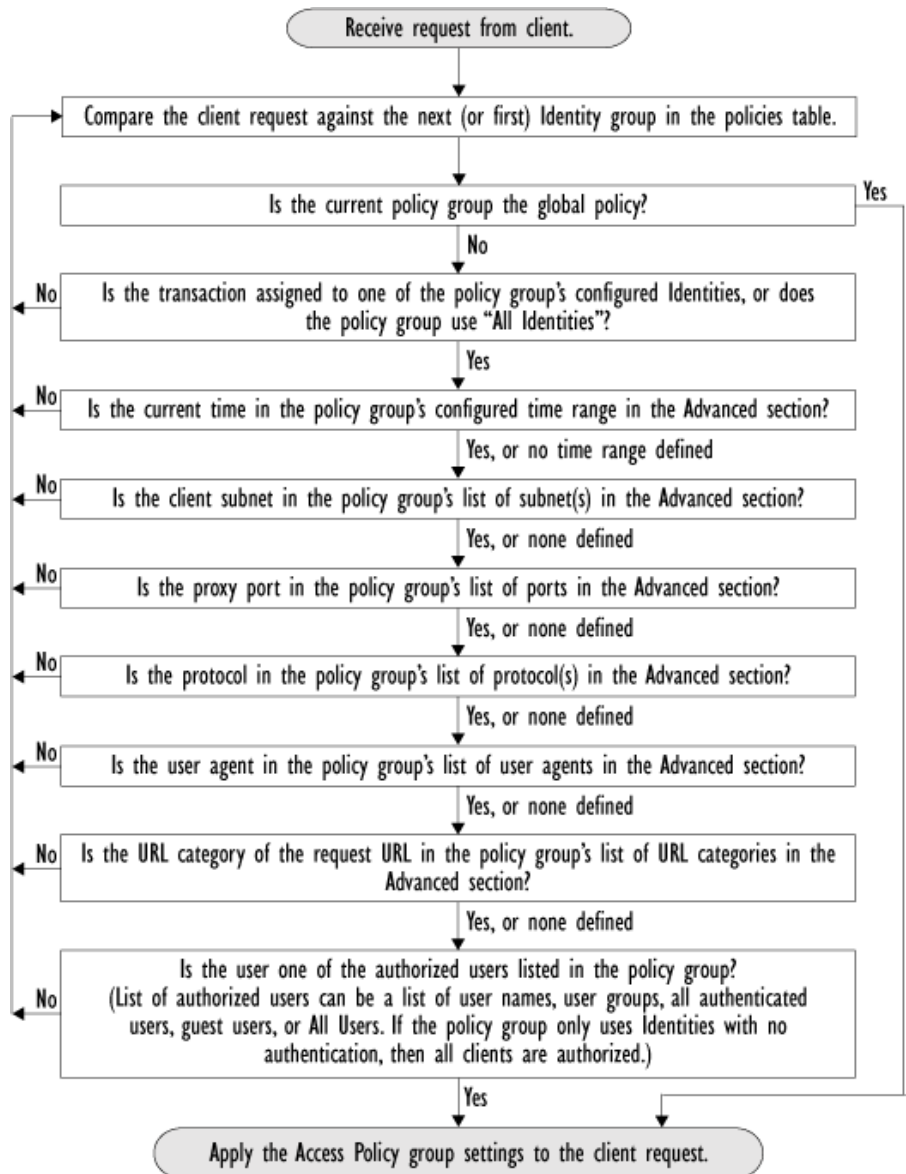 Receive request from client.
Compare the client request against the next (or first) Identity group in the policies table.
Is the current policy group the global policy?
Yes
No
Is the transaction assigned to one of the policy group's configured Identities, or does
the policy group use "All Identities"?
No
Yes
Is the current time in the policy group's configured time range in the Advanced section?
No
Yes, or no time range defined
Is the client subnet in the policy group's list of subnet(s) in the Advanced section?
No
Yes, or none defined
Is the proxy port in the policy group's list of ports in the Advanced section?
No
Yes, or none defined
Is the protocol in the policy group's list of protocol(s) in the Advanced section?
No
Yes, or none defined
Is the user agent in the policy group's list of user agents in the Advanced section?
No
Yes, or none defined
Is the URL category of the request URL in the policy group's list of URL categories in the
Advanced section?
No
Yes, or none defined
Is the user one of the authorized users listed in the policy group?
(List of authorized users can be a list of user names, user groups, all authenticated
users, guest users, or All Users. If the policy group only uses Identities with no
authentication, then all clients are authorized.)
No
Yes
Apply the Access Policy group settings to the client request.